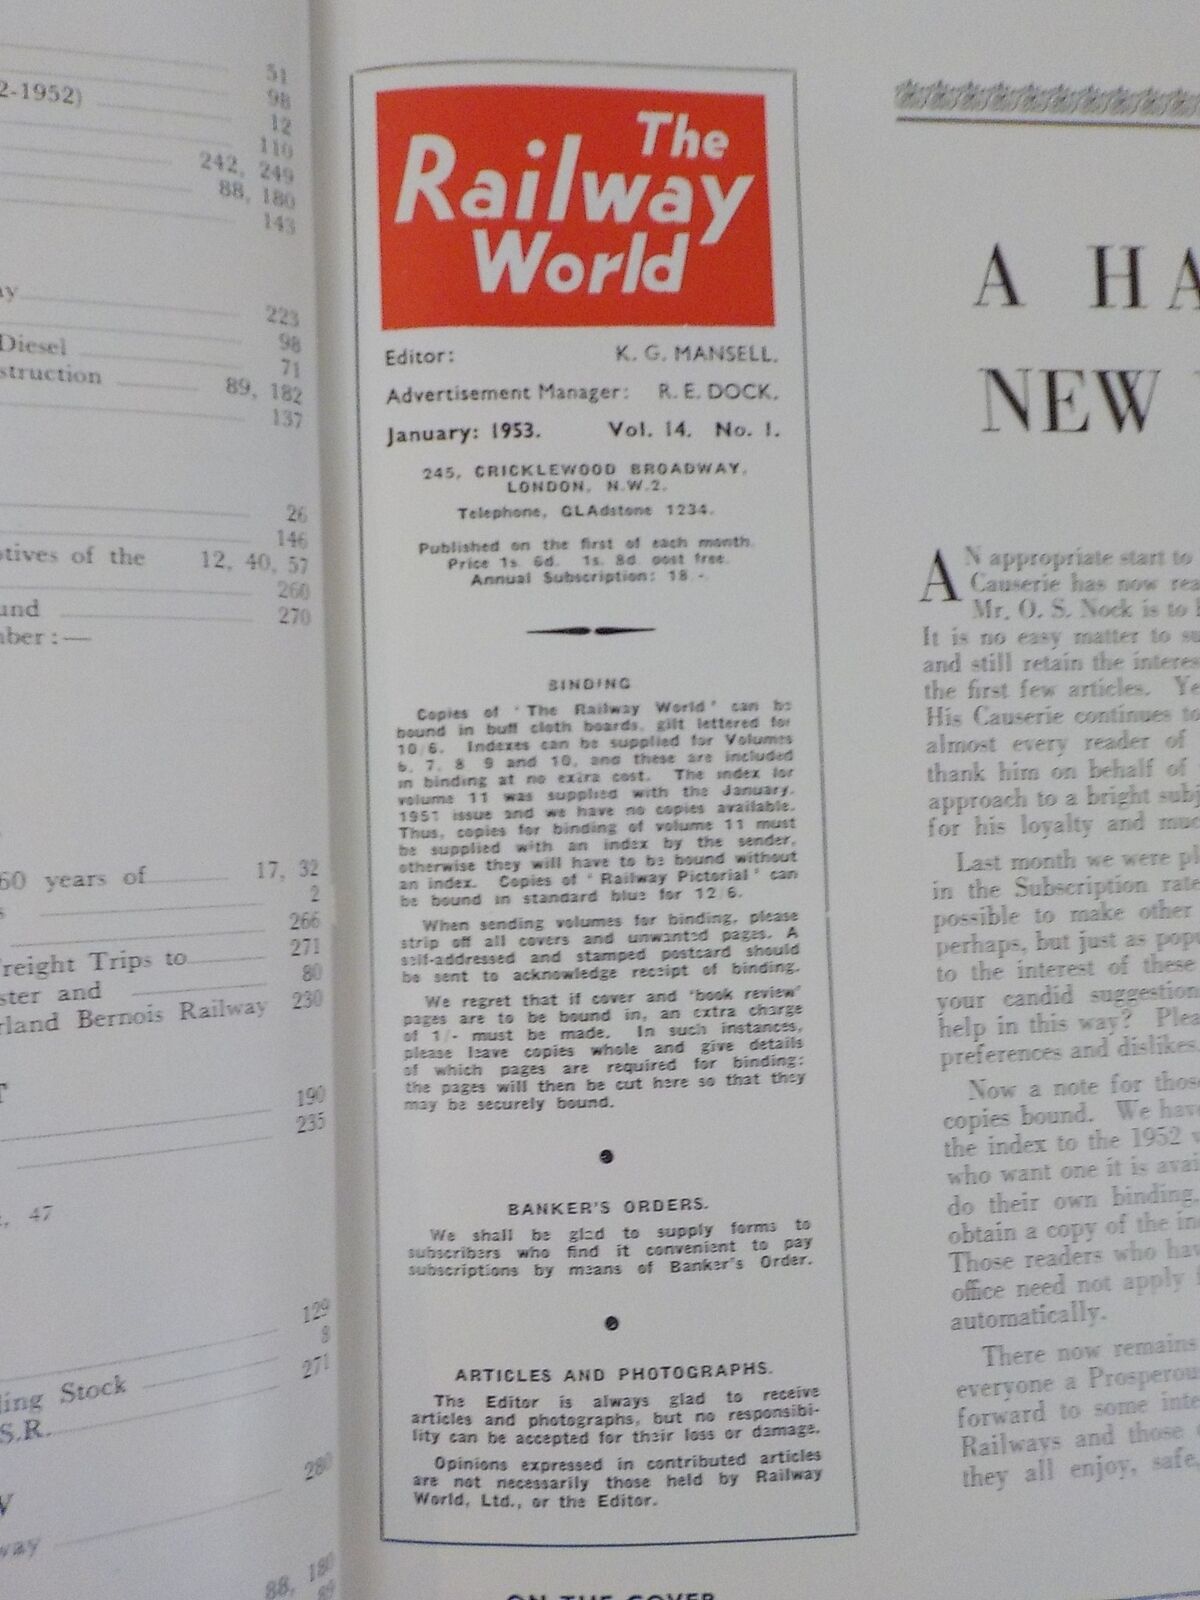 51
2-1952)
98
12
110
242, 249
88, 180
143
ay
223
Diesel
98
71
struction
89, 182
137
26
146
otives of the 12, 40, 57
260
und
270
mber:—
60 years of 17, 32
s
2
266
Freight Trips to 271
ster and 80
rland Bernois Railway 230
T
190
235
, 47
129
8
271
ling Stock
S.R.
280
W
way
88, 180
89
The
Railway
World
Editor: K. G. MANSELL.
Advertisement Manager: R. E. DOCK.
January: 1953. Vol. 14. No. 1.
245, CRICKLEWOOD BROADWAY,
LONDON, N.W.2.
Telephone, GLAdstone 1234.
Published on the first of each month.
Price 1s. 6d. 1s. 8d. post free.
Annual Subscription: 18/-.
BINDING
Copies of 'The Railway World' can be
bound in buff cloth boards, gilt lettered for
10/6. Indexes can be supplied for Volumes
6, 7, 8 9 and 10, and these are included
in binding at no extra cost. The index for
volume 11 was supplied with the January,
1951 issue and we have no copies available.
Thus, copies for binding of volume 11 must
be supplied with an index by the sender,
otherwise they will have to be bound without
an index. Copies of 'Railway Pictorial' can
be bound in standard blue for 12/6.
When sending volumes for binding, please
strip off all covers and unwanted pages. A
self-addressed and stamped postcard should
be sent to acknowledge receipt of binding.
We regret that if cover and 'book review'
pages are to be bound in, an extra charge
of 1/- must be made. In such instances,
please leave copies whole and give details
of which pages are required for binding;
the pages will then be cut here so that they
may be securely bound.
BANKER'S ORDERS.
We shall be glad to supply forms to
subscribers who find it convenient to pay
subscriptions by means of Banker's Order.
ARTICLES AND PHOTOGRAPHS.
The Editor is always glad to receive
articles and photographs, but no responsibi-
lity can be accepted for their loss or damage.
Opinions expressed in contributed articles
are not necessarily those held by Railway
World, Ltd., or the Editor.
ON THE COVER
A HA
NEW
AN appropriate start to
Causerie has now rea
Mr. O. S. Nock is to
It is no easy matter to su
and still retain the interes
the first few articles. Ye
His Causerie continues to
almost every reader of
thank him on behalf of
approach to a bright subj
for his loyalty and muc
Last month we were pl
in the Subscription rate
possible to make other
perhaps, but just as popu
to the interest of these
your candid suggestion
help in this way? Plea
preferences and dislikes.
Now a note for those
copies bound. We have
the index to the 1952 v
who want one it is avai
do their own binding
obtain a copy of the in
Those readers who hav
office need not apply
automatically.
There now remains
everyone a Prosperou
forward to some inte
Railways and those
they all enjoy, safe,